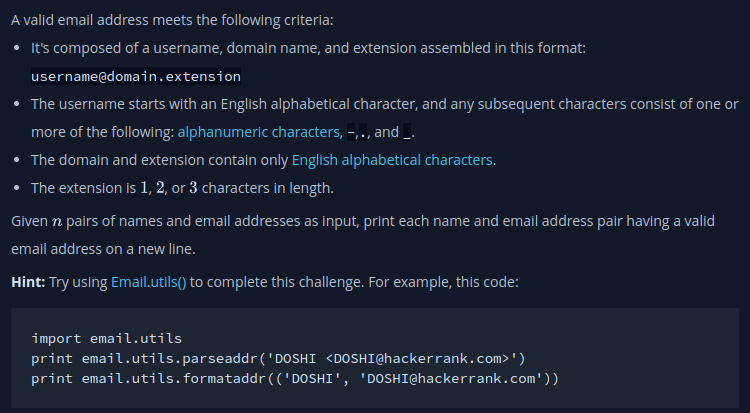 A valid email address meets the following criteria:
• It's composed of a username, domain name, and extension assembled in this format:
username@domain.extension
• The username starts with an English alphabetical character, and any subsequent characters consist of one or
more of the following: alphanumeric characters, -,., and _.
• The domain and extension contain only English alphabetical characters.
• The extension is 1, 2, or 3 characters in length.
Given n pairs of names and email addresses as input, print each name and email address pair having a valid
email address on a new line.
Hint: Try using Email.utils() to complete this challenge. For example, this code:
import email.utils
print email.utils.parseaddr('DOSHI <DOSHI@hackerrank.com>')
print email.utils.formataddr(('DOSHI', 'DOSHI@hackerrank.com'))